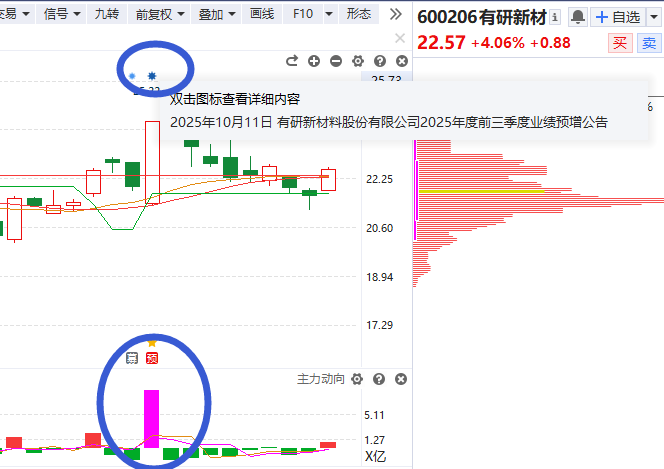 交易 信号 九转 前复权 叠加 画线 F10 形态
600206有研新材
自选
22.57 +4.06% +0.88
买 卖
25.73
双击图标查看详细内容
%
2025年10月11日 有研新材料股份有限公司2025年度前三季度业绩预增公告
22.25
20.60
18.94
17.29
预
主力动向
5.11
1.27
X亿